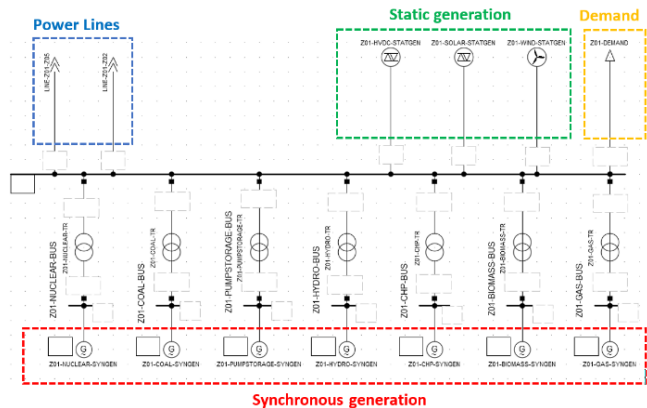 Power Lines
Static generation
Demand
Z01-HVDC-STATGEN
Z01-SOLAR-STATGEN
Z01-WIND-STATGEN
Z01-DEMAND
LINE-Z01-Z05
LINE-Z01-Z02
Z01-NUCLEAR-BUS
Z01-NUCLEAR-TR
Z01-COAL-BUS
Z01-COAL-TR
Z01-PUMPSTORAGE-BUS
Z01-PUMPSTORAGE-TR
Z01-HYDRO-BUS
Z01-HYDRO-TR
Z01-CHP-BUS
Z01-CHP-TR
Z01-BIOMASS-BUS
Z01-BIOMASS-TR
Z01-GAS-BUS
Z01-GAS-TR
G
G
G
G
G
G
G
Z01-NUCLEAR-SYNGEN
Z01-COAL-SYNGEN
Z01-PUMPSTORAGE-SYNGEN
Z01-HYDRO-SYNGEN
Z01-CHP-SYNGEN
Z01-BIOMASS-SYNGEN
Z01-GAS-SYNGEN
Synchronous generation